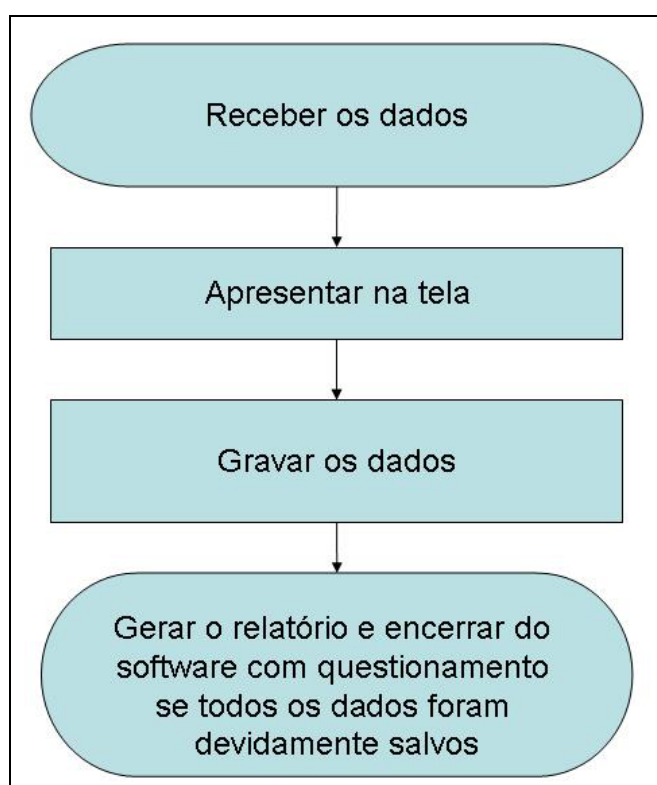 Receber os dados
Apresentar na tela
Gravar os dados
Gerar o relatório e encerrar do
software com questionamento
se todos os dados foram
devidamente salvos